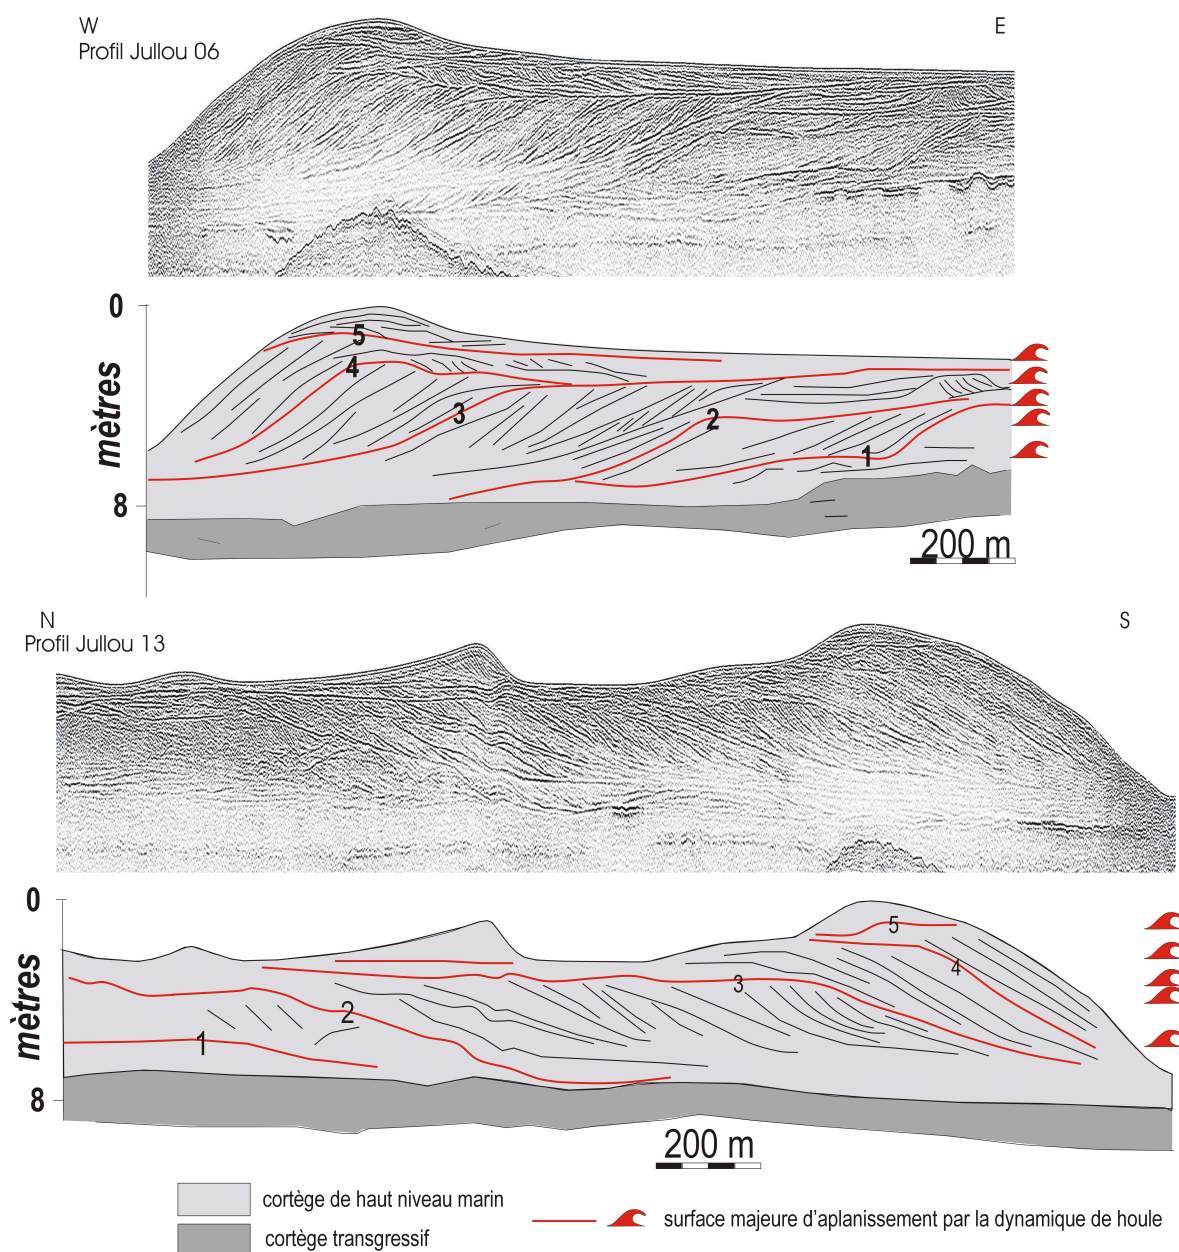 W
E
Profil Jullou 06
0
5
4
3
2
1
mètres
8
200 m
N
S
Profil Jullou 13
0
5
4
3
2
1
mètres
8
200 m
cortège de haut niveau marin
surface majeure d'aplanissement par la dynamique de houle
cortège transgressif